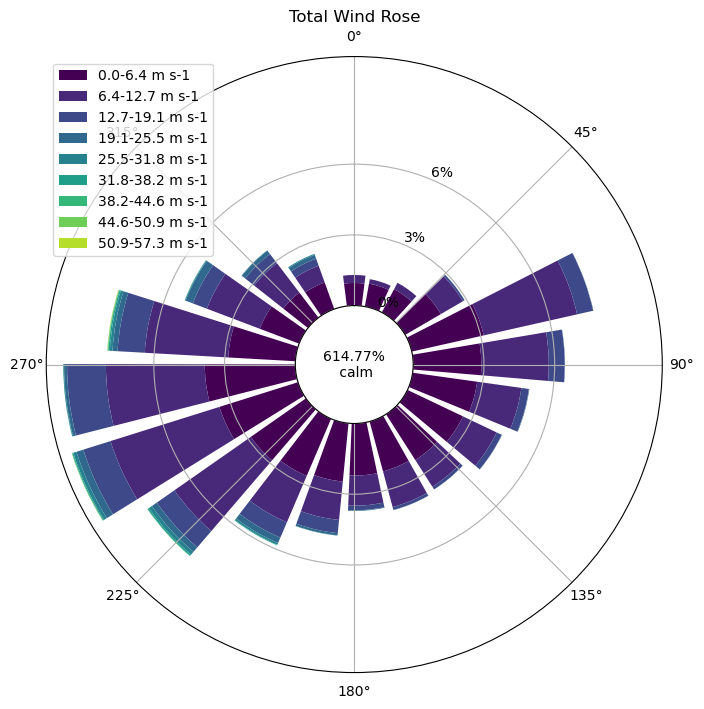 Total Wind Rose
0°
0.0-6.4 m s-1
6.4-12.7 m s-1
12.7-19.1 m s-1
19.1-25.5 m s-1
25.5-31.8 m s-1
31.8-38.2 m s-1
38.2-44.6 m s-1
44.6-50.9 m s-1
50.9-57.3 m s-1
315°
45°
6%
3%
0%
614.77%
calm
270°
90°
225°
135°
180°